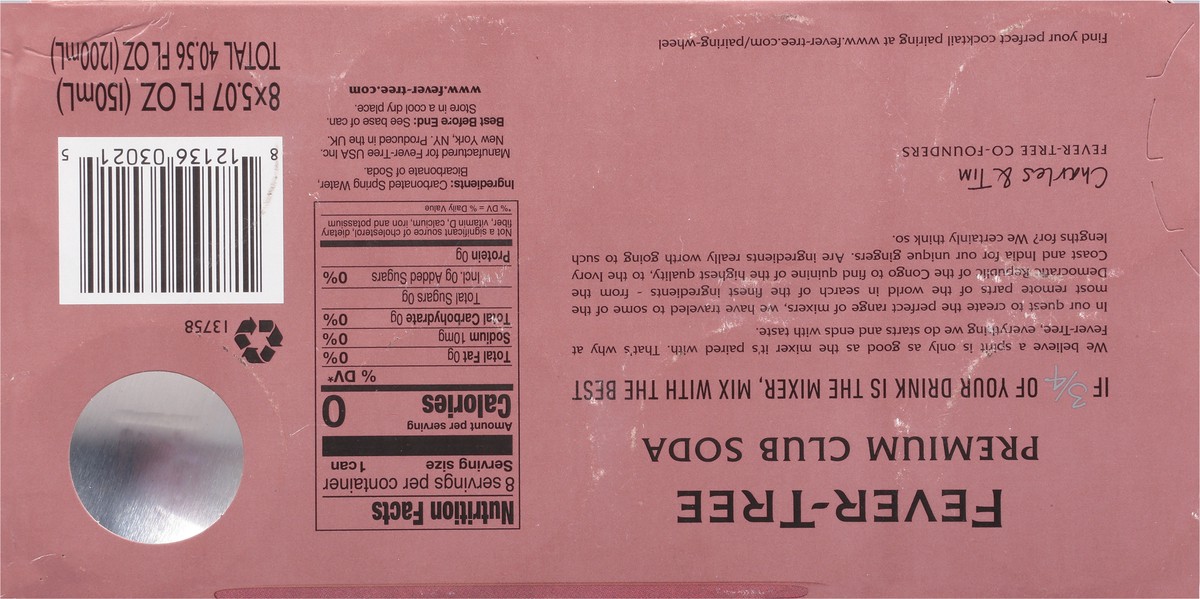 FEVER-TREE
PREMIUM CLUB SODA
IF 3/4 OF YOUR DRINK IS THE MIXER, MIX WITH THE BEST
We believe a spirit is only as good as the mixer it's paired with. That's why at
Fever-Tree, everything we do starts and ends with taste.
In our quest to create the perfect range of mixers, we have traveled to some of the
most remote parts of the world in search of the finest ingredients - from the
Democratic Republic of the Congo to find quinine of the highest quality, to the Ivory
Coast and India for our unique gingers. Are ingredients really worth going to such
lengths for? We certainly think so.
Charles & Tim
FEVER-TREE CO-FOUNDERS
Find your perfect cocktail pairing at www.fever-tree.com/pairing-wheel
Nutrition Facts
8 servings per container
Serving size 1 can
Amount per serving
Calories 0
% DV*
Total Fat 0g 0%
Sodium 10mg 0%
Total Carbohydrate 0g 0%
Total Sugars 0g
Incl. 0g Added Sugars 0%
Protein 0g
Not a significant source of cholesterol, dietary
fiber, vitamin D, calcium, iron and potassium
*% DV = % Daily Value
Ingredients: Carbonated Spring Water,
Bicarbonate of Soda.
Manufactured for Fever-Tree USA Inc.
New York, NY. Produced in the UK.
Best Before End: See base of can.
Store in a cool dry place.
www.fever-tree.com
13758
8 12136 03021 5
8x5.07 FL OZ (150mL)
TOTAL 40.56 FL OZ (1200mL)